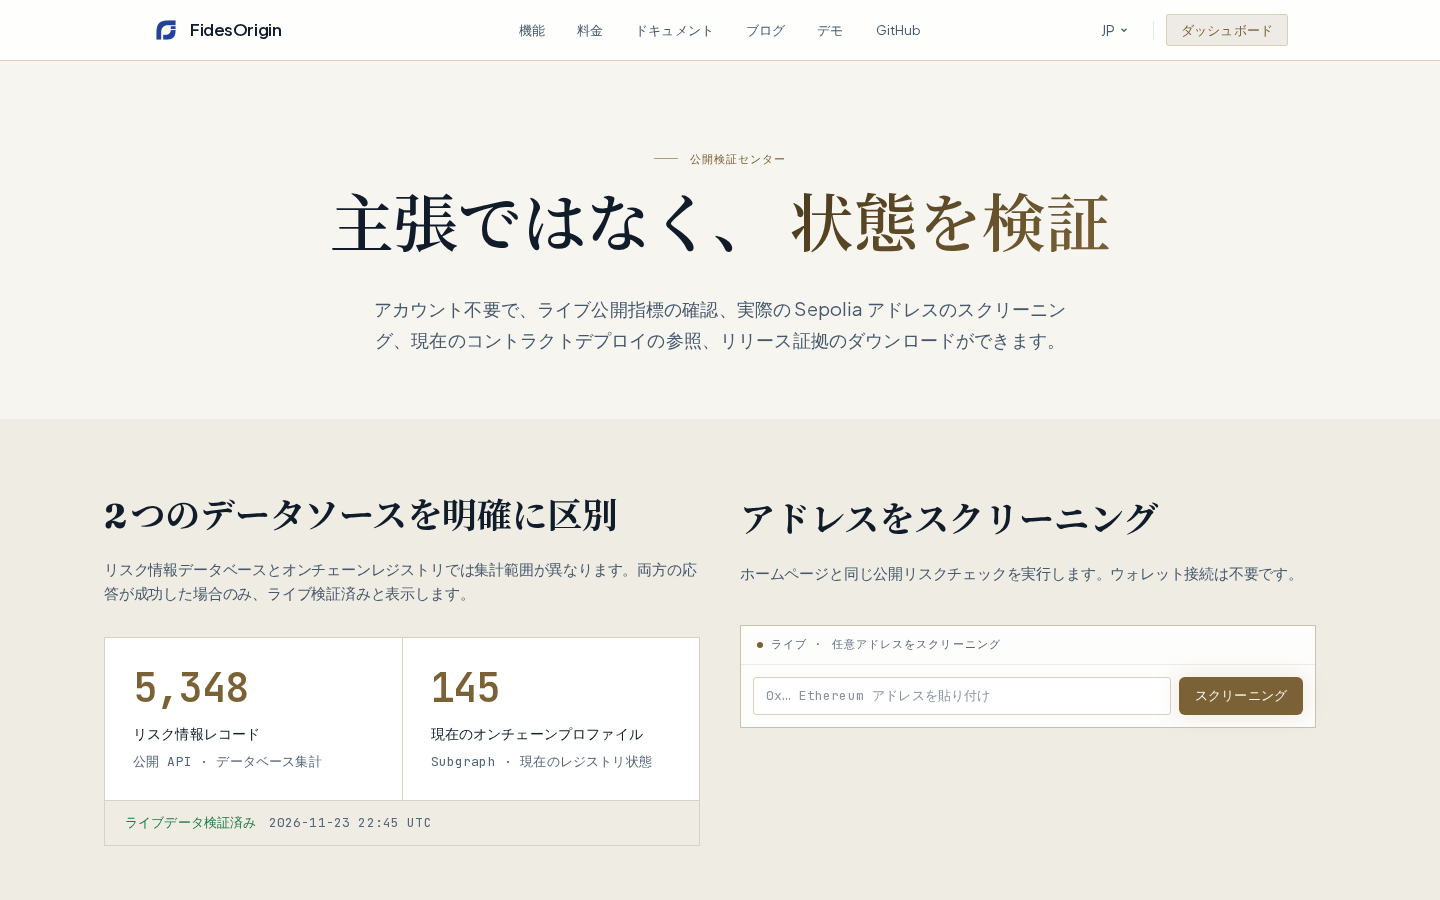 FidesOrigin
機能
料金
ドキュメント
ブログ
デモ
GitHub
JP
ダッシュボード
公開検証センター
主張ではなく、 状態を検証
アカウント不要で、ライブ公開指標の確認、実際の Sepolia アドレスのスクリーニン
グ、現在のコントラクトデプロイの参照、リリース証拠のダウンロードができます。
2 つのデータソースを明確に区別
リスク情報データベースとオンチェーンレジストリでは集計範囲が異なります。両方の応
答が成功した場合のみ、ライブ検証済みと表示します。
5,348
リスク情報レコード
公開 API · データベース集計
145
現在のオンチェーンプロファイル
Subgraph · 現在のレジストリ状態
ライブデータ検証済み 2026-11-23 22:45 UTC
アドレスをスクリーニング
ホームページと同じ公開リスクチェックを実行します。ウォレット接続は不要です。
ライブ · 任意アドレスをスクリーニング
0x… Ethereum アドレスを貼り付け
スクリーニング